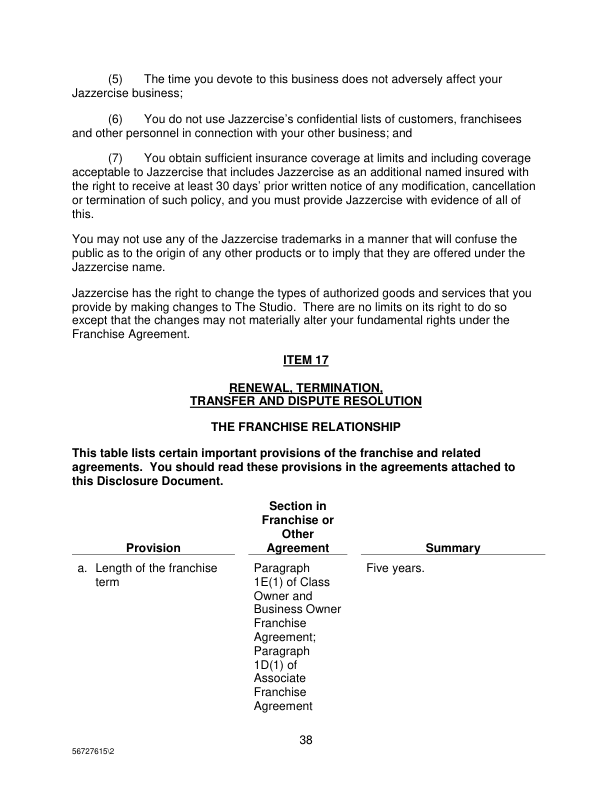 (5) The time you devote to this business does not adversely affect your
Jazzercise business;
(6) You do not use Jazzercise's confidential lists of customers, franchisees
and other personnel in connection with your other business; and
(7) You obtain sufficient insurance coverage at limits and including coverage
acceptable to Jazzercise that includes Jazzercise as an additional named insured with
the right to receive at least 30 days' prior written notice of any modification, cancellation
or termination of such policy, and you must provide Jazzercise with evidence of all of
this.
You may not use any of the Jazzercise trademarks in a manner that will confuse the
public as to the origin of any other products or to imply that they are offered under the
Jazzercise name.
Jazzercise has the right to change the types of authorized goods and services that you
provide by making changes to The Studio. There are no limits on its right to do so
except that the changes may not materially alter your fundamental rights under the
Franchise Agreement.
ITEM 17
RENEWAL, TERMINATION,
TRANSFER AND DISPUTE RESOLUTION
THE FRANCHISE RELATIONSHIP
This table lists certain important provisions of the franchise and related
agreements. You should read these provisions in the agreements attached to
this Disclosure Document.
Provision
Section in
Franchise or
Other
Agreement
Summary
a. Length of the franchise
term
Paragraph
1E(1) of Class
Owner and
Business Owner
Franchise
Agreement;
Paragraph
1D(1) of
Associate
Franchise
Agreement
Five years.
38
56727615\2